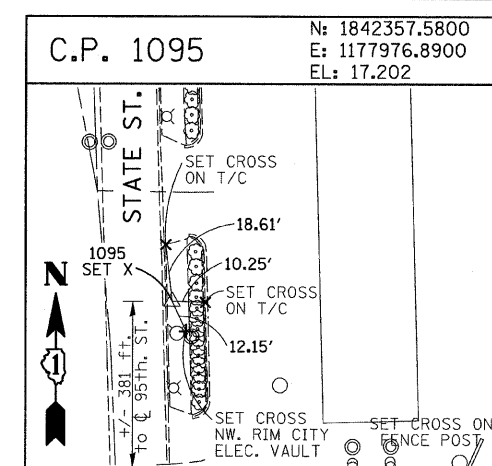 C.P. 1095
N: 1842357.5800
E: 1177976.8900
EL: 17.202
STATE ST.
SET CROSS
ON T/C
18.61'
1095
SET X
10.25'
N
SET CROSS
ON T/C
1
12.15'
+/- 381 ft.
to ℄ 95th. ST.
SET CROSS
NW. RIM CITY
ELEC. VAULT
SET CROSS ON
FENCE POST